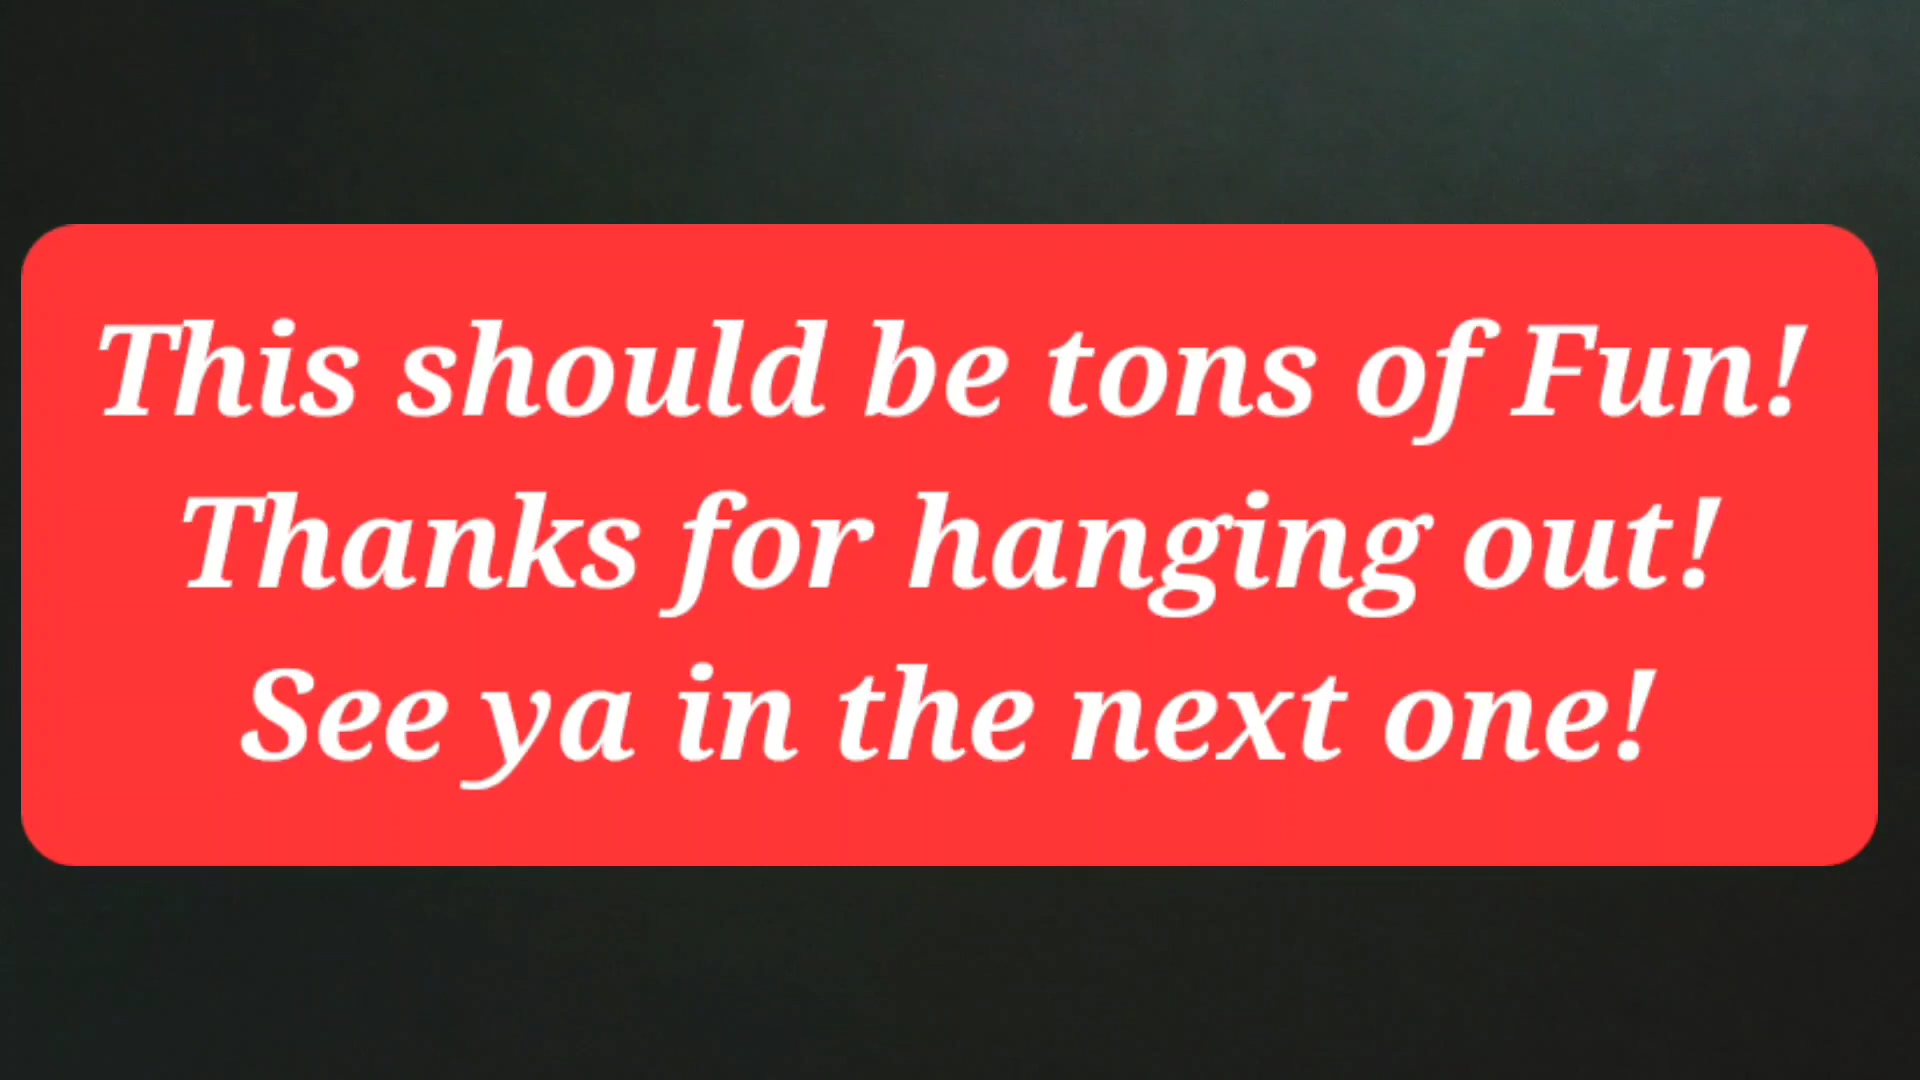 This should be tons of Fun!
Thanks for hanging out!
See ya in the next one!